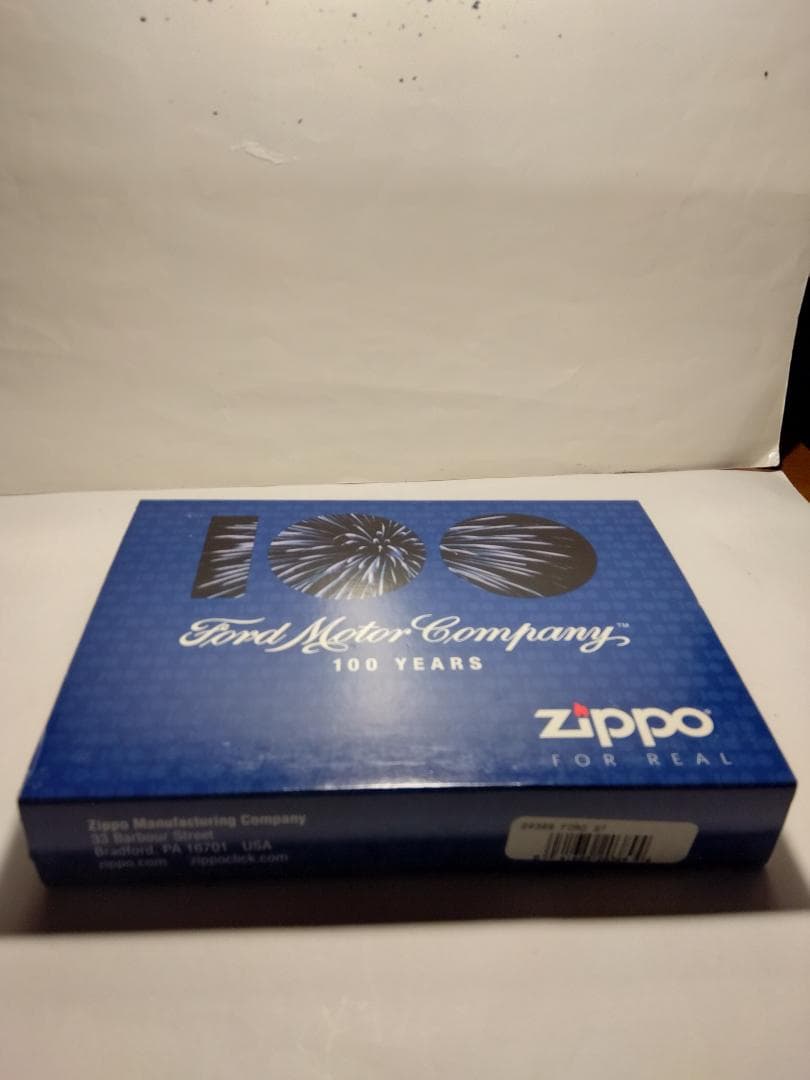 100
Ford Motor Company™
100 YEARS
zippo
FOR REAL
Zippo Manufacturing Company
33 Barbour Street
Bradford, PA 16701 USA
zippo.com zippoclick.com